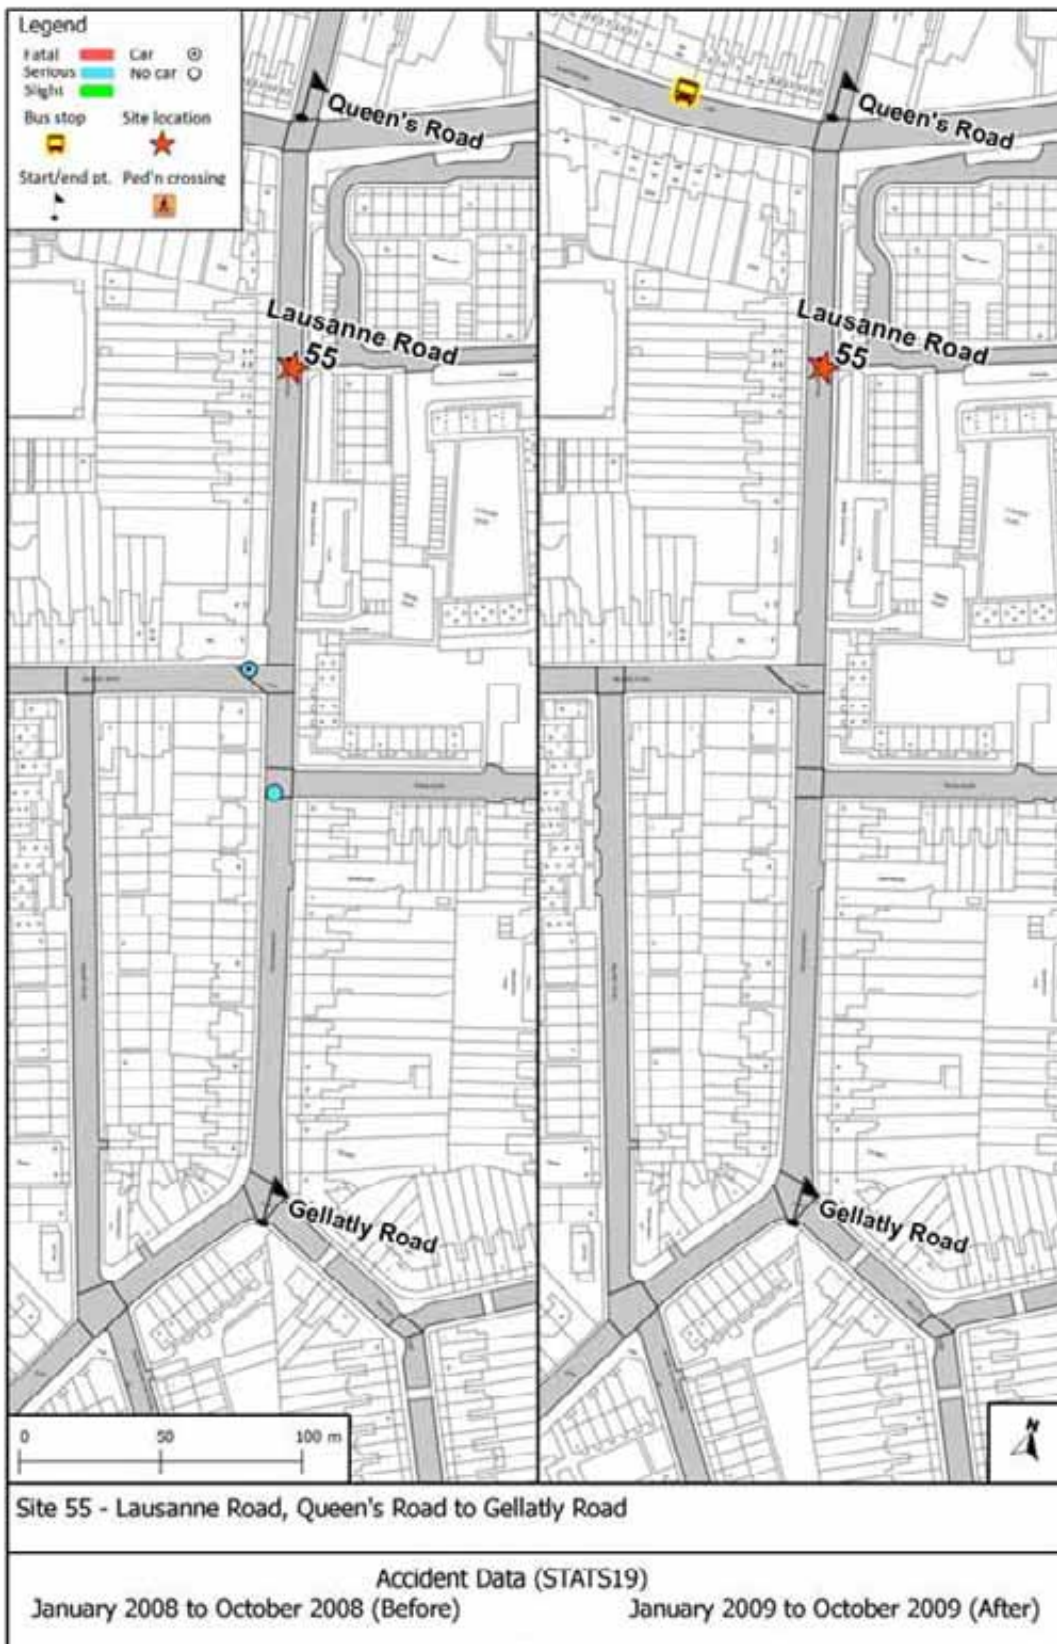 Legend
Fatal
Car
Serious
No car
Slight
Bus stop
Site location
Start/end pt.
Ped'n crossing
Queen's Road
Lausanne Road
55
Gellatly Road
0 50 100 m
Queen's Road
Lausanne Road
55
Gellatly Road
N
Site 55 - Lausanne Road, Queen's Road to Gellatly Road
Accident Data (STATS19)
January 2008 to October 2008 (Before)
January 2009 to October 2009 (After)